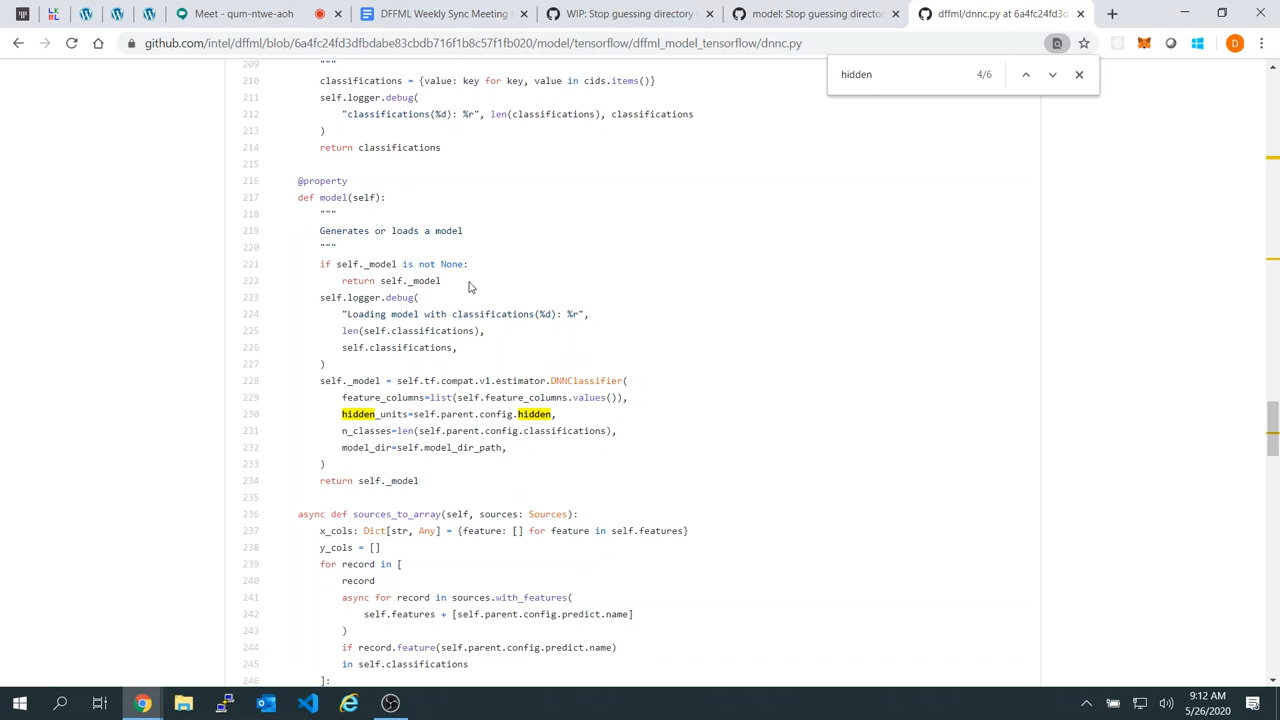 Meet - qum-ntwe-aoh
DFFML Weekly Sync Meeting
WIP: Stop guessing directory
model: Stop guessing director
dffml/dnnc.py at 6a4fc24fd3d
github.com/intel/dffml/blob/6a4fc24fd3dfbdabe83cbdb716f1b8c57f1fb020/model/tensorflow/dffml_model_tensorflow/dnnc.py
D
hidden 4/6
209 """
210 classifications = {value: key for key, value in cids.items()}
211 self.logger.debug(
212 "classifications(%d): %r", len(classifications), classifications
213 )
214 return classifications
215
216 @property
217 def model(self):
218 """
219 Generates or loads a model
220 """
221 if self._model is not None:
222 return self._model
223 self.logger.debug(
224 "Loading model with classifications(%d): %r",
225 len(self.classifications),
226 self.classifications,
227 )
228 self._model = self.tf.compat.v1.estimator.DNNClassifier(
229 feature_columns=list(self.feature_columns.values()),
230 hidden_units=self.parent.config.hidden,
231 n_classes=len(self.parent.config.classifications),
232 model_dir=self.model_dir_path,
233 )
234 return self._model
235
236 async def sources_to_array(self, sources: Sources):
237 x_cols: Dict[str, Any] = {feature: [] for feature in self.features}
238 y_cols = []
239 for record in [
240 record
241 async for record in sources.with_features(
242 self.features + [self.parent.config.predict.name]
243 )
244 if record.feature(self.parent.config.predict.name)
245 in self.classifications
246 ]:
9:12 AM
5/26/2020